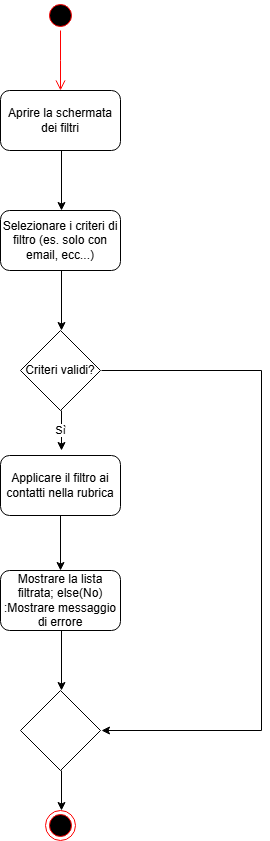 Aprire la schermata
dei filtri
Selezionare i criteri di
filtro (es. solo con
email, ecc...)
Criteri validi?
Sì
Applicare il filtro ai
contatti nella rubrica
Mostrare la lista
filtrata; else(No)
:Mostrare messaggio
di errore